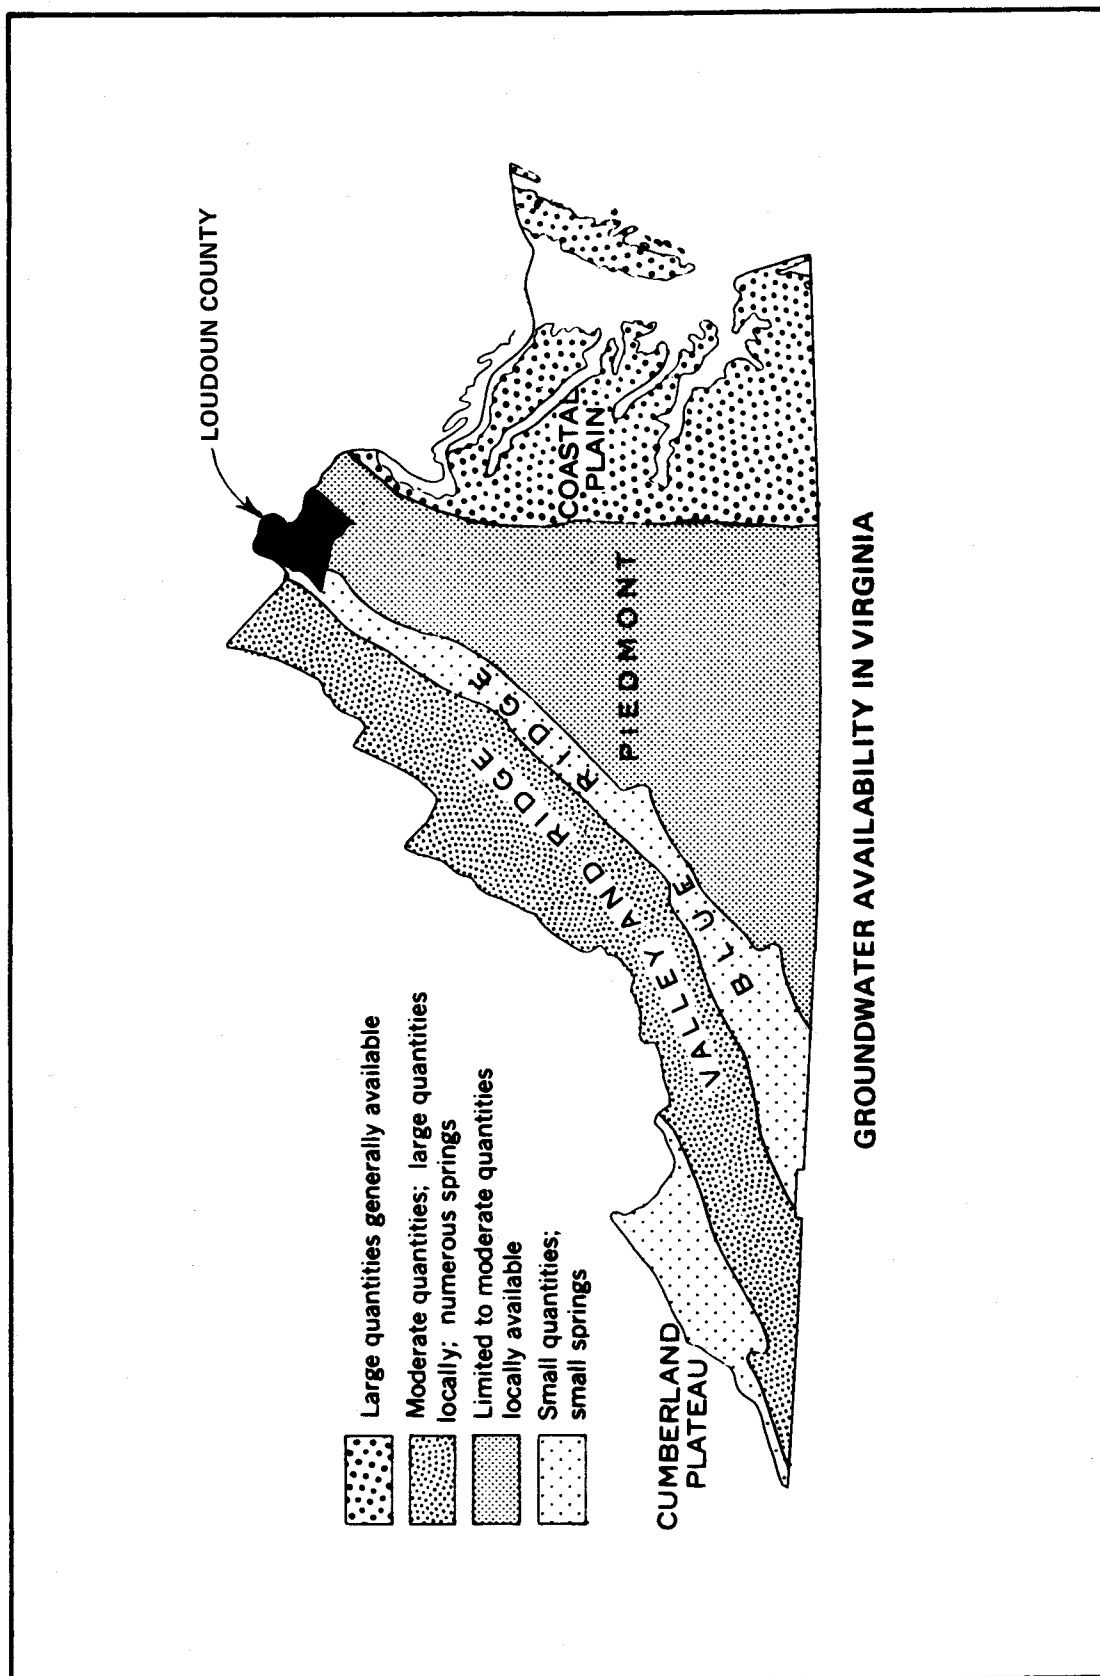 LOUDOUN COUNTY
Large quantities generally available
Moderate quantities; large quantities
locally; numerous springs
Limited to moderate quantities
locally available
Small quantities;
small springs
CUMBERLAND
PLATEAU
VALLEY AND RIDGE
BLUE RIDGE
PIEDMONT
COASTAL
PLAIN
GROUNDWATER AVAILABILITY IN VIRGINIA